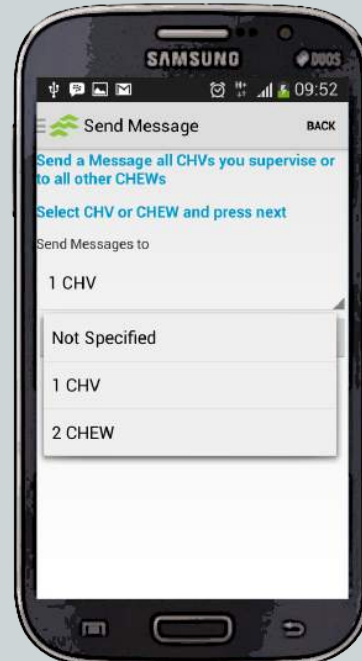 SAMSUNG
DUOS
09:52
Send Message
BACK
Send a Message all CHVs you supervise or
to all other CHEWs
Select CHV or CHEW and press next
Send Messages to
1 CHV
Not Specified
1 CHV
2 CHEW